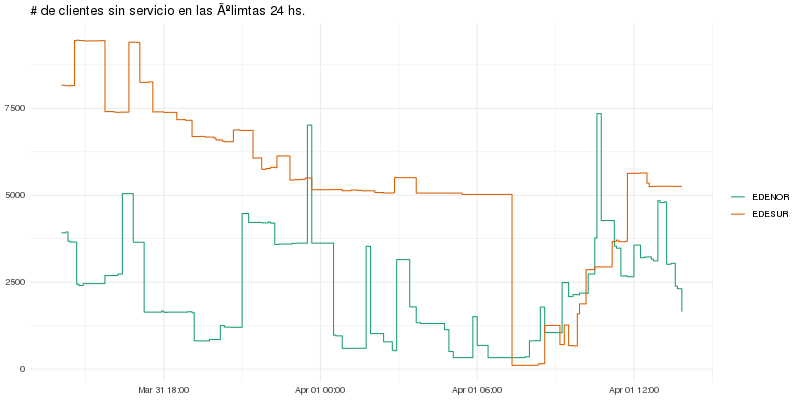 # de clientes sin servicio en las Ãºlimtas 24 hs.
7500
5000
2500
0
Mar 31 18:00
Apr 01 00:00
Apr 01 06:00
Apr 01 12:00
EDENOR
EDESUR